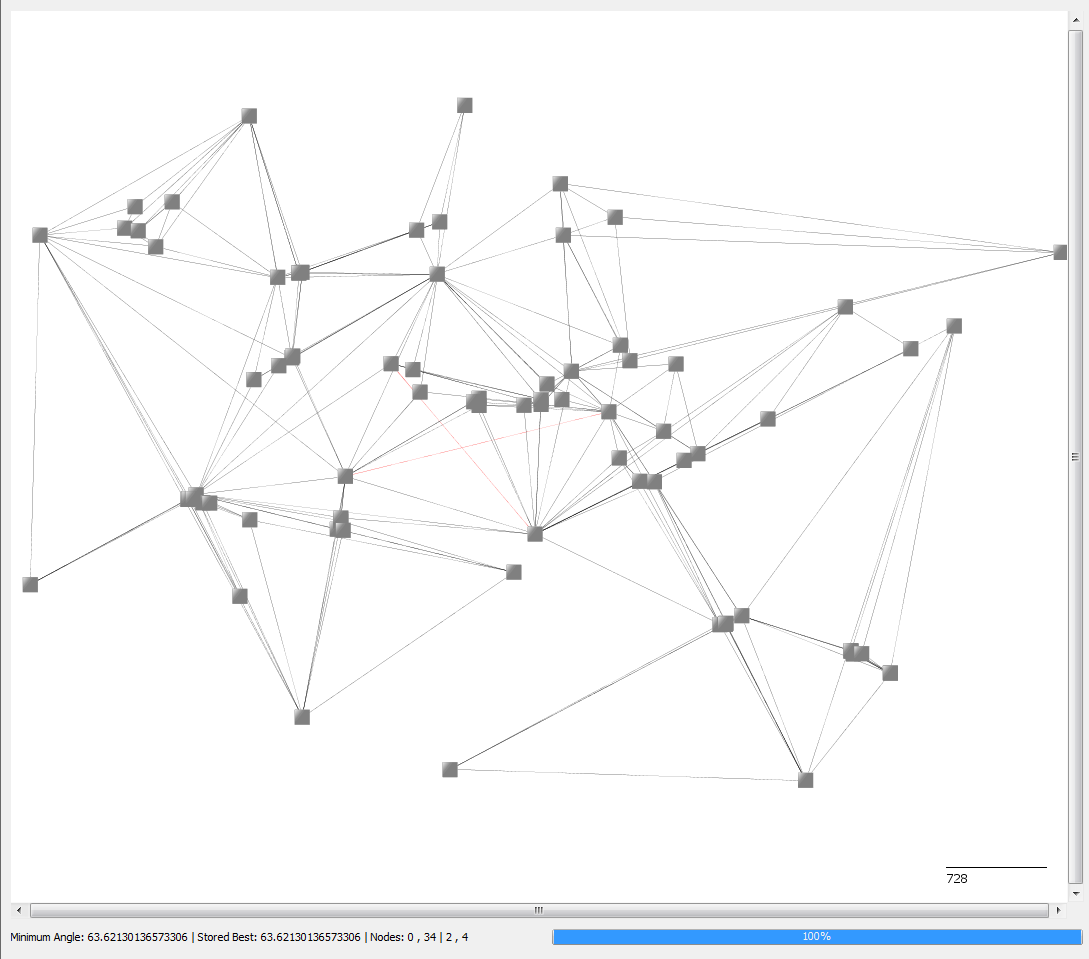 728
Minimum Angle: 63.62130136573306 | Stored Best: 63.62130136573306 | Nodes: 0 , 34 | 2 , 4
100%